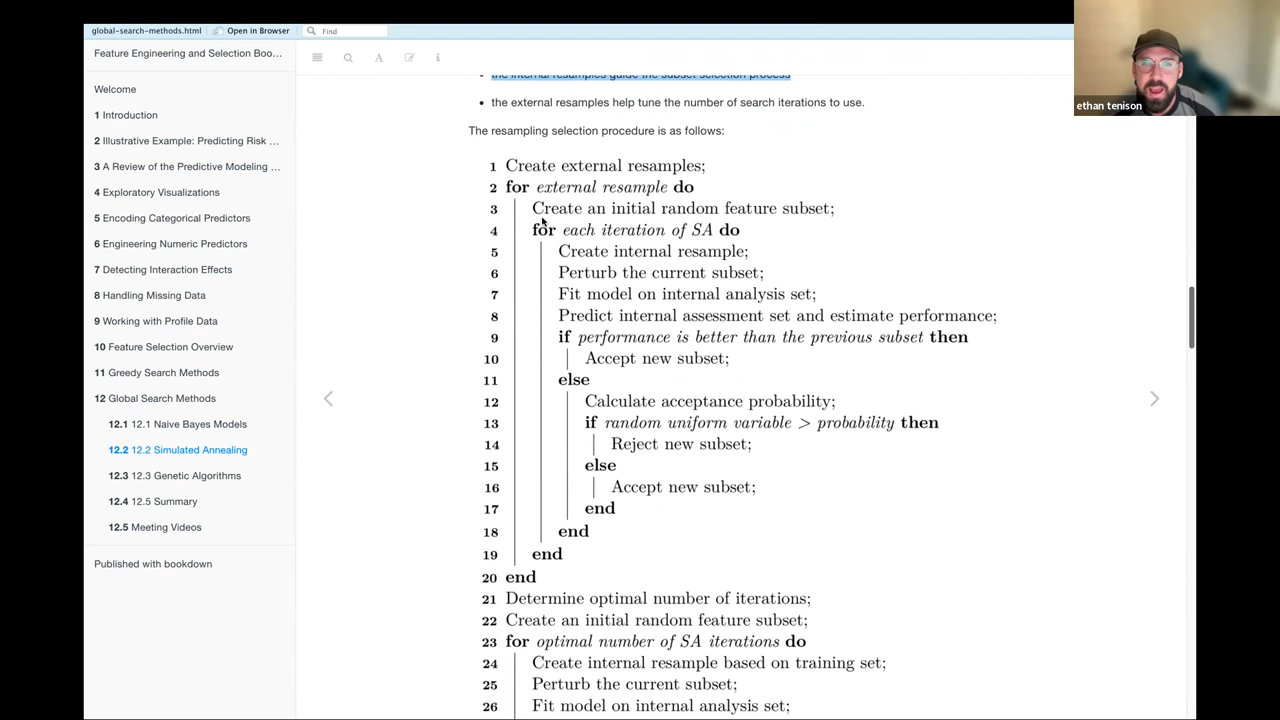 global-search-methods.html
Open in Browser
Find
Feature Engineering and Selection Boo…
Welcome
1 Introduction
2 Illustrative Example: Predicting Risk …
3 A Review of the Predictive Modeling …
4 Exploratory Visualizations
5 Encoding Categorical Predictors
6 Engineering Numeric Predictors
7 Detecting Interaction Effects
8 Handling Missing Data
9 Working with Profile Data
10 Feature Selection Overview
11 Greedy Search Methods
12 Global Search Methods
12.1 12.1 Naive Bayes Models
12.2 12.2 Simulated Annealing
12.3 12.3 Genetic Algorithms
12.4 12.5 Summary
12.5 Meeting Videos
Published with bookdown
• the internal resamples guide the subset selection process
• the external resamples help tune the number of search iterations to use.
The resampling selection procedure is as follows:
1 Create external resamples;
2 for external resample do
3 Create an initial random feature subset;
4 for each iteration of SA do
5 Create internal resample;
6 Perturb the current subset;
7 Fit model on internal analysis set;
8 Predict internal assessment set and estimate performance;
9 if performance is better than the previous subset then
10 Accept new subset;
11 else
12 Calculate acceptance probability;
13 if random uniform variable > probability then
14 Reject new subset;
15 else
16 Accept new subset;
17 end
18 end
19 end
20 end
21 Determine optimal number of iterations;
22 Create an initial random feature subset;
23 for optimal number of SA iterations do
24 Create internal resample based on training set;
25 Perturb the current subset;
26 Fit model on internal analysis set;
ethan tenison